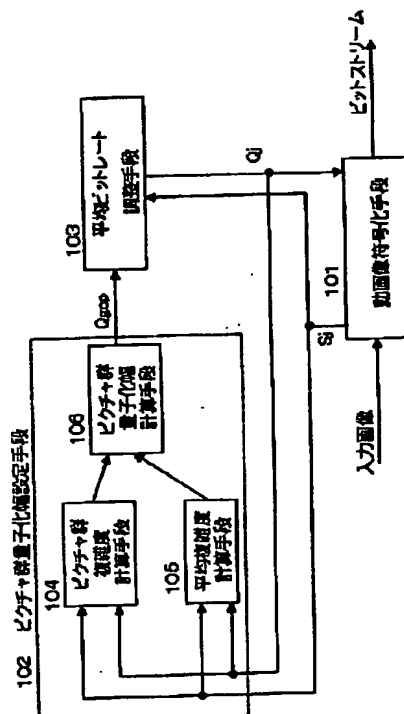 102 ピクチャ群量子化幅設定手段
104
ピクチャ群
複雑度
計算手段
105
平均複雑度
計算手段
106
ピクチャ群
量子化幅
計算手段
Qgop
103
平均ビットレート
調整手段
Qj
Sj
入力画像
101
動画像符号化手段
ビットストリーム